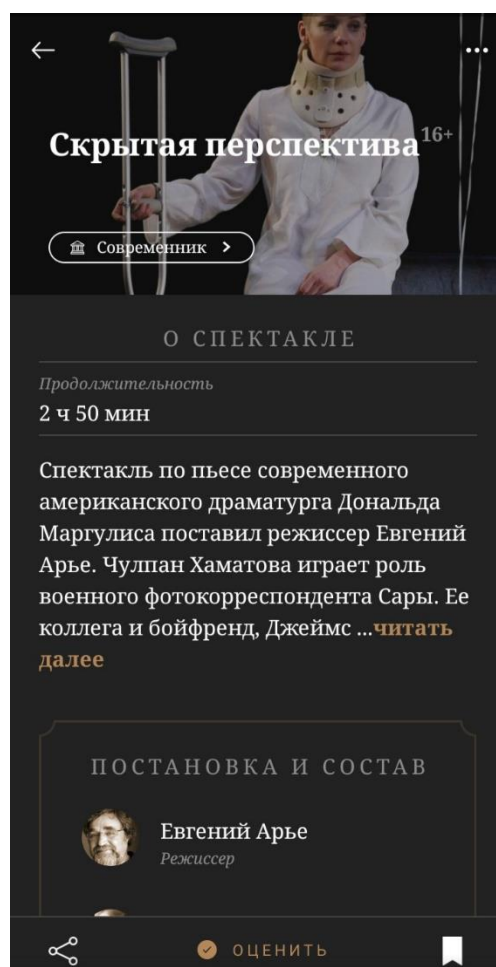 Скрытая перспектива 16+
Современник
О СПЕКТАКЛЕ
Продолжительность
2 ч 50 мин
Спектакль по пьесе современного
американского драматурга Дональда
Маргулиса поставил режиссер Евгений
Арье. Чулпан Хаматова играет роль
военного фотокорреспондента Сары. Ее
коллега и бойфренд, Джеймс ...читать
далее
ПОСТАНОВКА И СОСТАВ
Евгений Арье
Режиссер
ОЦЕНИТЬ